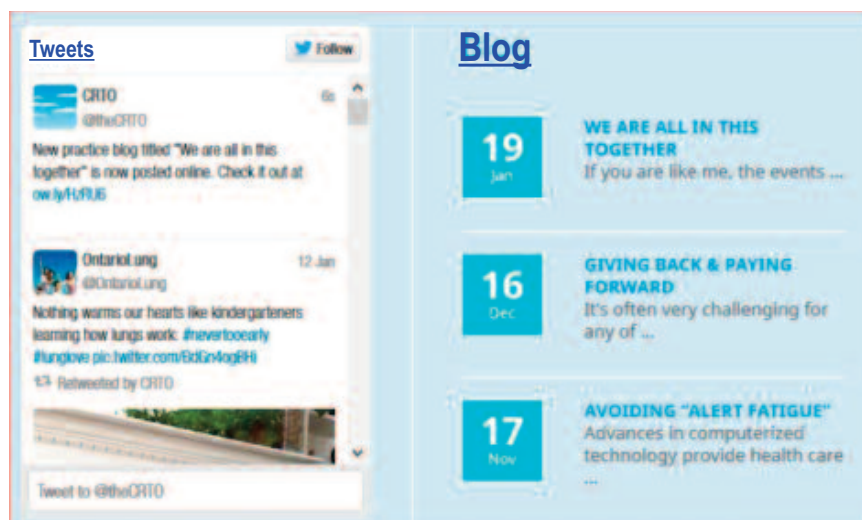 Tweets
Follow
CRTO
6s
@theCRTO
New practice blog titled "We are all in this
together" is now posted online. Check it out at
ow.ly/HzRU6
OntarioLung
12 Jan
@OntarioLung
Nothing warms our hearts like kindergarteners
learning how lungs work. #nevertooearly
#lunglove pic.twitter.com/BdGn4ogBHi
Retweeted by CRTO
Tweet to @theCRTO
Blog
19
Jan
WE ARE ALL IN THIS
TOGETHER
If you are like me, the events ...
16
Dec
GIVING BACK & PAYING
FORWARD
It's often very challenging for
any of ...
17
Nov
AVOIDING "ALERT FATIGUE"
Advances in computerized
technology provide health care
...